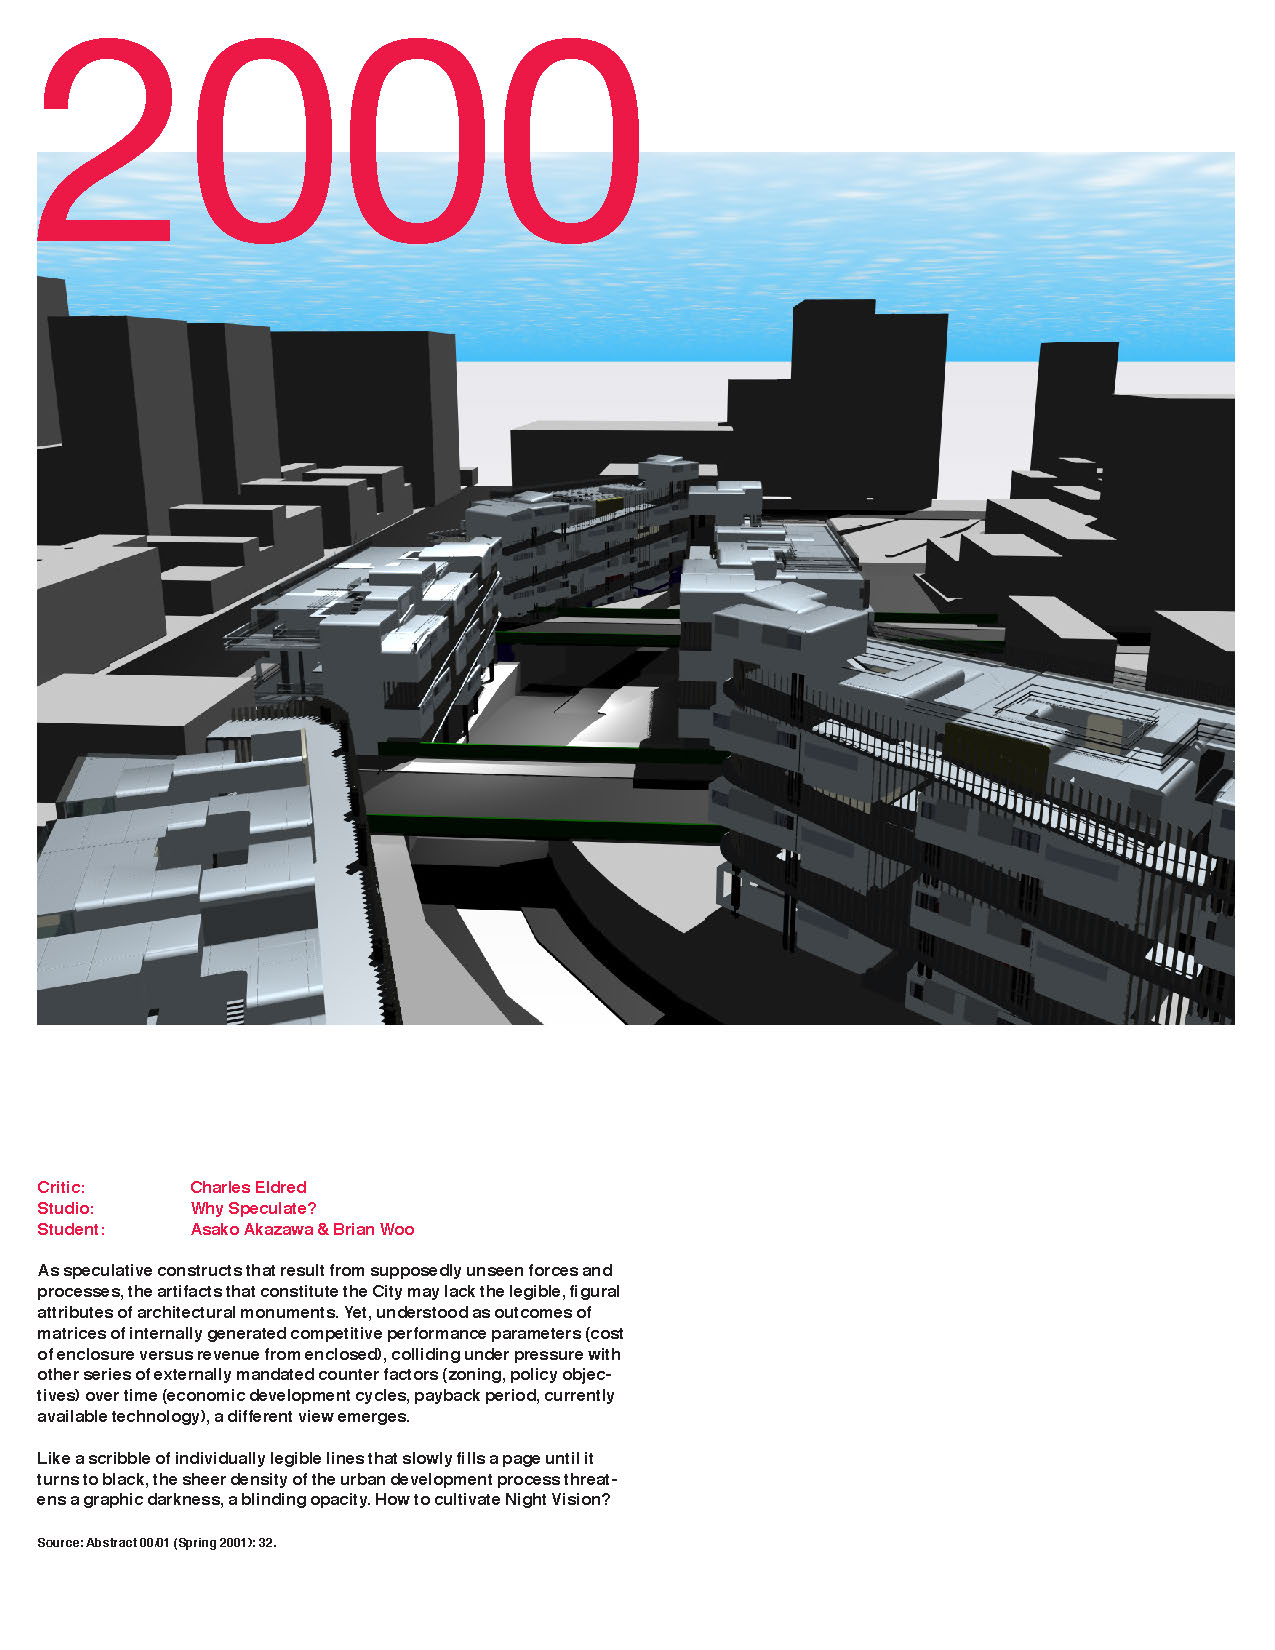 2000
Critic: Charles Eldred
Studio: Why Speculate?
Student: Asako Akazawa & Brian Woo
As speculative constructs that result from supposedly unseen forces and
processes, the artifacts that constitute the City may lack the legible, figural
attributes of architectural monuments. Yet, understood as outcomes of
matrices of internally generated competitive performance parameters (cost
of enclosure versus revenue from enclosed), colliding under pressure with
other series of externally mandated counter factors (zoning, policy objec-
tives) over time (economic development cycles, payback period, currently
available technology), a different view emerges.
Like a scribble of individually legible lines that slowly fills a page until it
turns to black, the sheer density of the urban development process threat-
ens a graphic darkness, a blinding opacity. How to cultivate Night Vision?
Source: Abstract 00/01 (Spring 2001): 32.